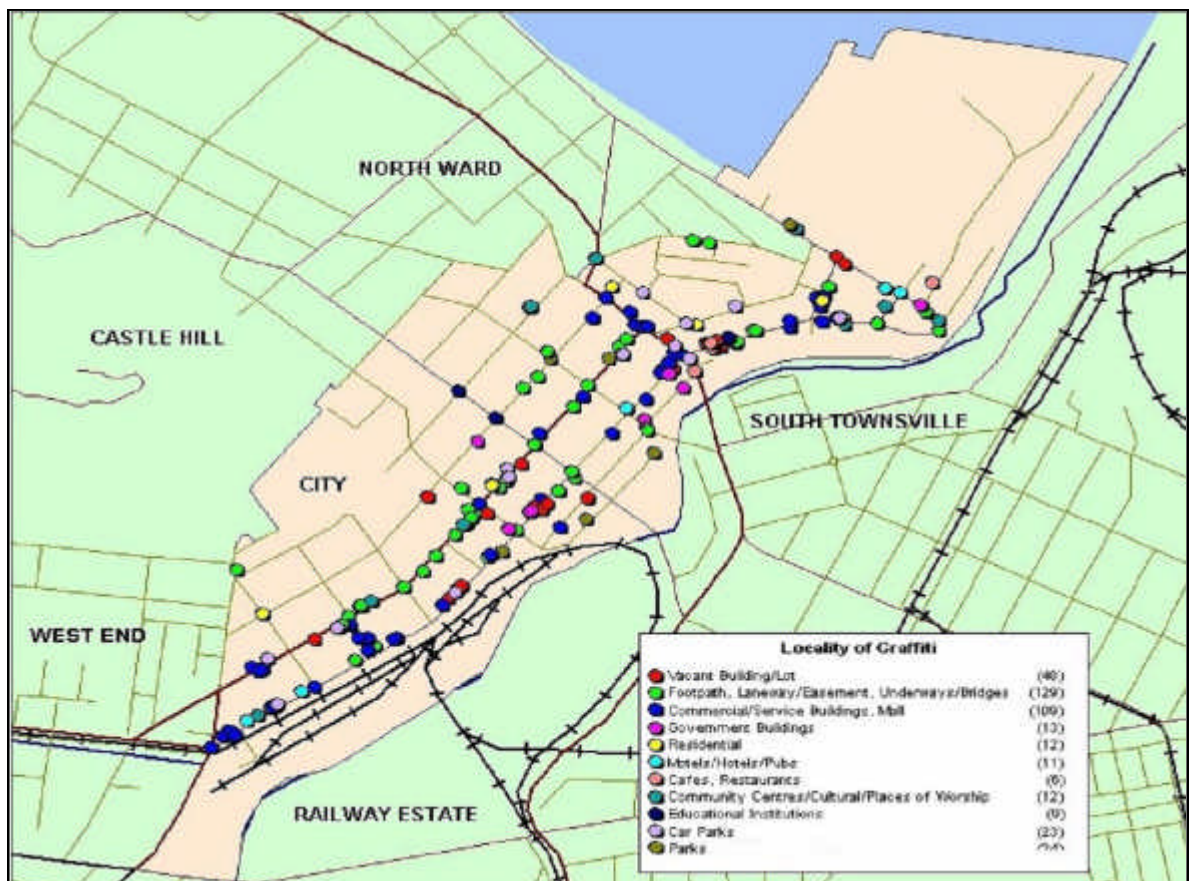 NORTH WARD
CASTLE HILL
SOUTH TOWNSVILLE
CITY
WEST END
RAILWAY ESTATE
Locality of Graffiti
Vacant Building/Lot
Footpath, Laneway/Easement, Underways/Bridges (129)
Commercial/Service Buildings, Mall (109)
Government Buildings (13)
Residential (12)
Motels/Hotels/Pubs (11)
Cafes, Restaurants (6)
Community Centres/Cultural/Places of Worship (12)
Educational Institutions (9)
Car Parks (23)
Parks